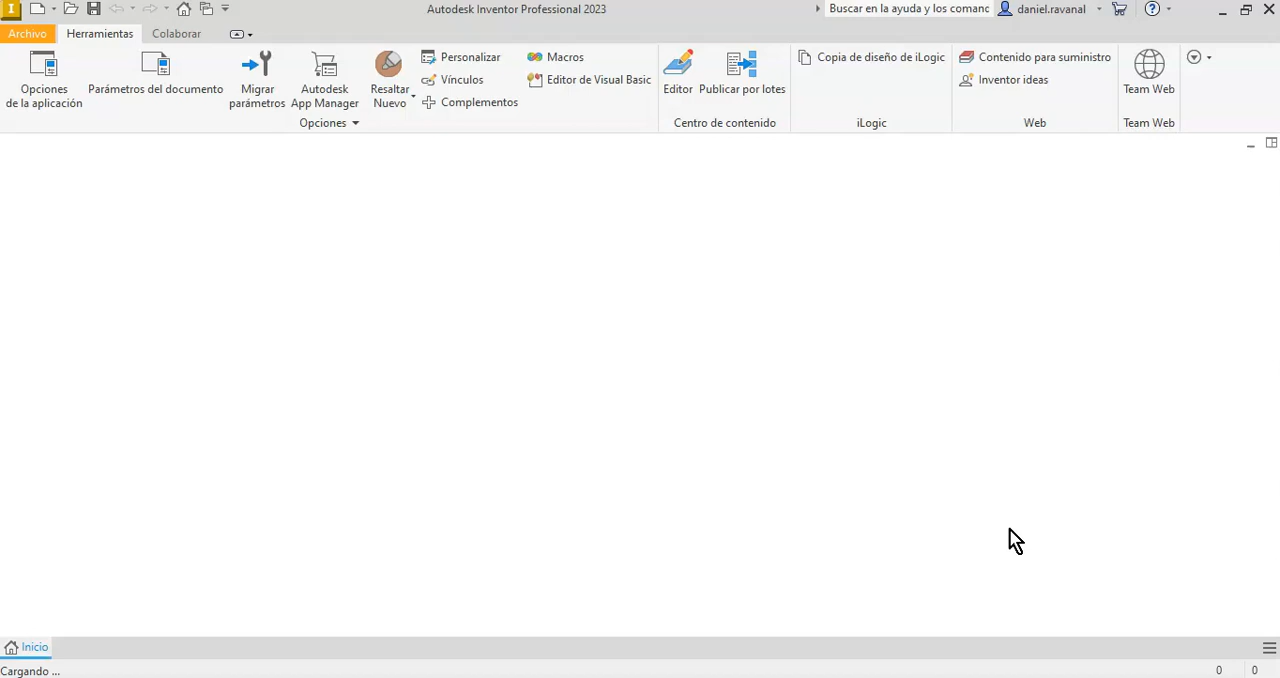 Autodesk Inventor Professional 2023
Buscar en la ayuda y los comanc
daniel.ravanal
Archivo
Herramientas
Colaborar
Opciones
de la aplicación
Parámetros del documento
Migrar
parámetros
Autodesk
App Manager
Resaltar
Nuevo
Personalizar
Vínculos
Complementos
Macros
Editor de Visual Basic
Opciones
Editor
Publicar por lotes
Centro de contenido
Copia de diseño de iLogic
iLogic
Contenido para suministro
Inventor ideas
Web
Team Web
Team Web
Inicio
Cargando ...
0
0